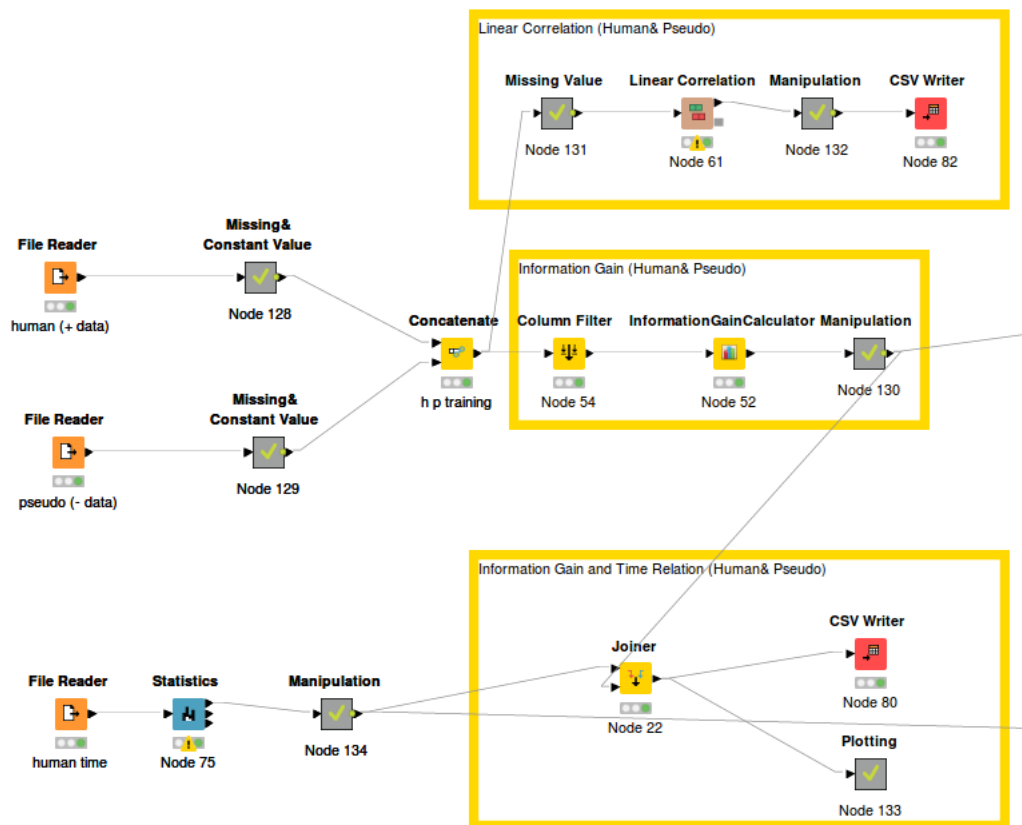 Linear Correlation (Human& Pseudo)
Missing Value
Linear Correlation
Manipulation
CSV Writer
Node 131
Node 61
Node 132
Node 82
File Reader
human (+ data)
Missing&
Constant Value
Node 128
Information Gain (Human& Pseudo)
Concatenate
h p training
Column Filter
Node 54
InformationGainCalculator
Node 52
Manipulation
Node 130
File Reader
pseudo (- data)
Missing&
Constant Value
Node 129
Information Gain and Time Relation (Human& Pseudo)
File Reader
human time
Statistics
Node 75
Manipulation
Node 134
Joiner
Node 22
CSV Writer
Node 80
Plotting
Node 133